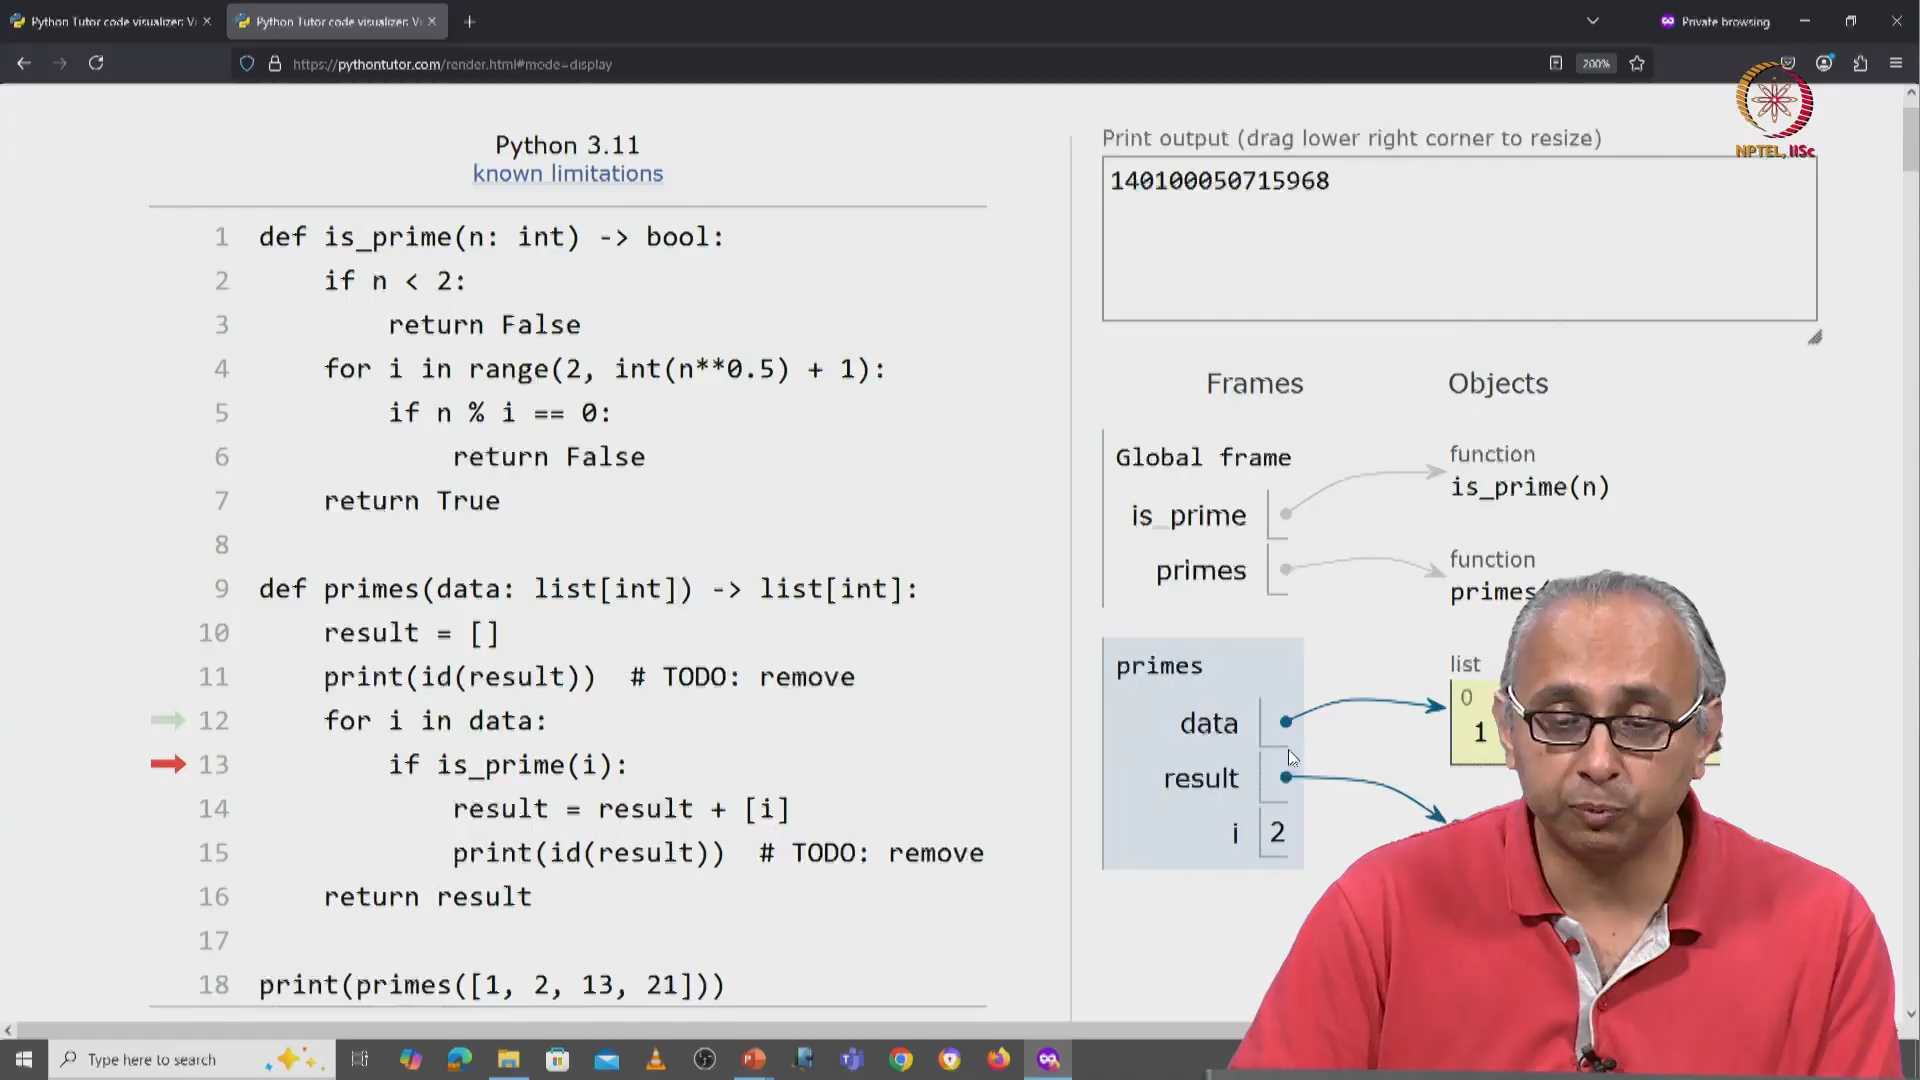 Python Tutor code visualizer: V
Python Tutor code visualizer: V
Private browsing
https://pythontutor.com/render.html#mode=display
200%
NPTEL, IISc
Python 3.11
known limitations
1 def is_prime(n: int) -> bool:
2 if n < 2:
3 return False
4 for i in range(2, int(n**0.5) + 1):
5 if n % i == 0:
6 return False
7 return True
8
9 def primes(data: list[int]) -> list[int]:
10 result = []
11 print(id(result)) # TODO: remove
12 for i in data:
13 if is_prime(i):
14 result = result + [i]
15 print(id(result)) # TODO: remove
16 return result
17
18 print(primes([1, 2, 13, 21]))
Print output (drag lower right corner to resize)
140100050715968
Frames
Objects
Global frame
is_prime
primes
function
is_prime(n)
function
primes(
primes
data
result
i 2
list
0
1
Type here to search